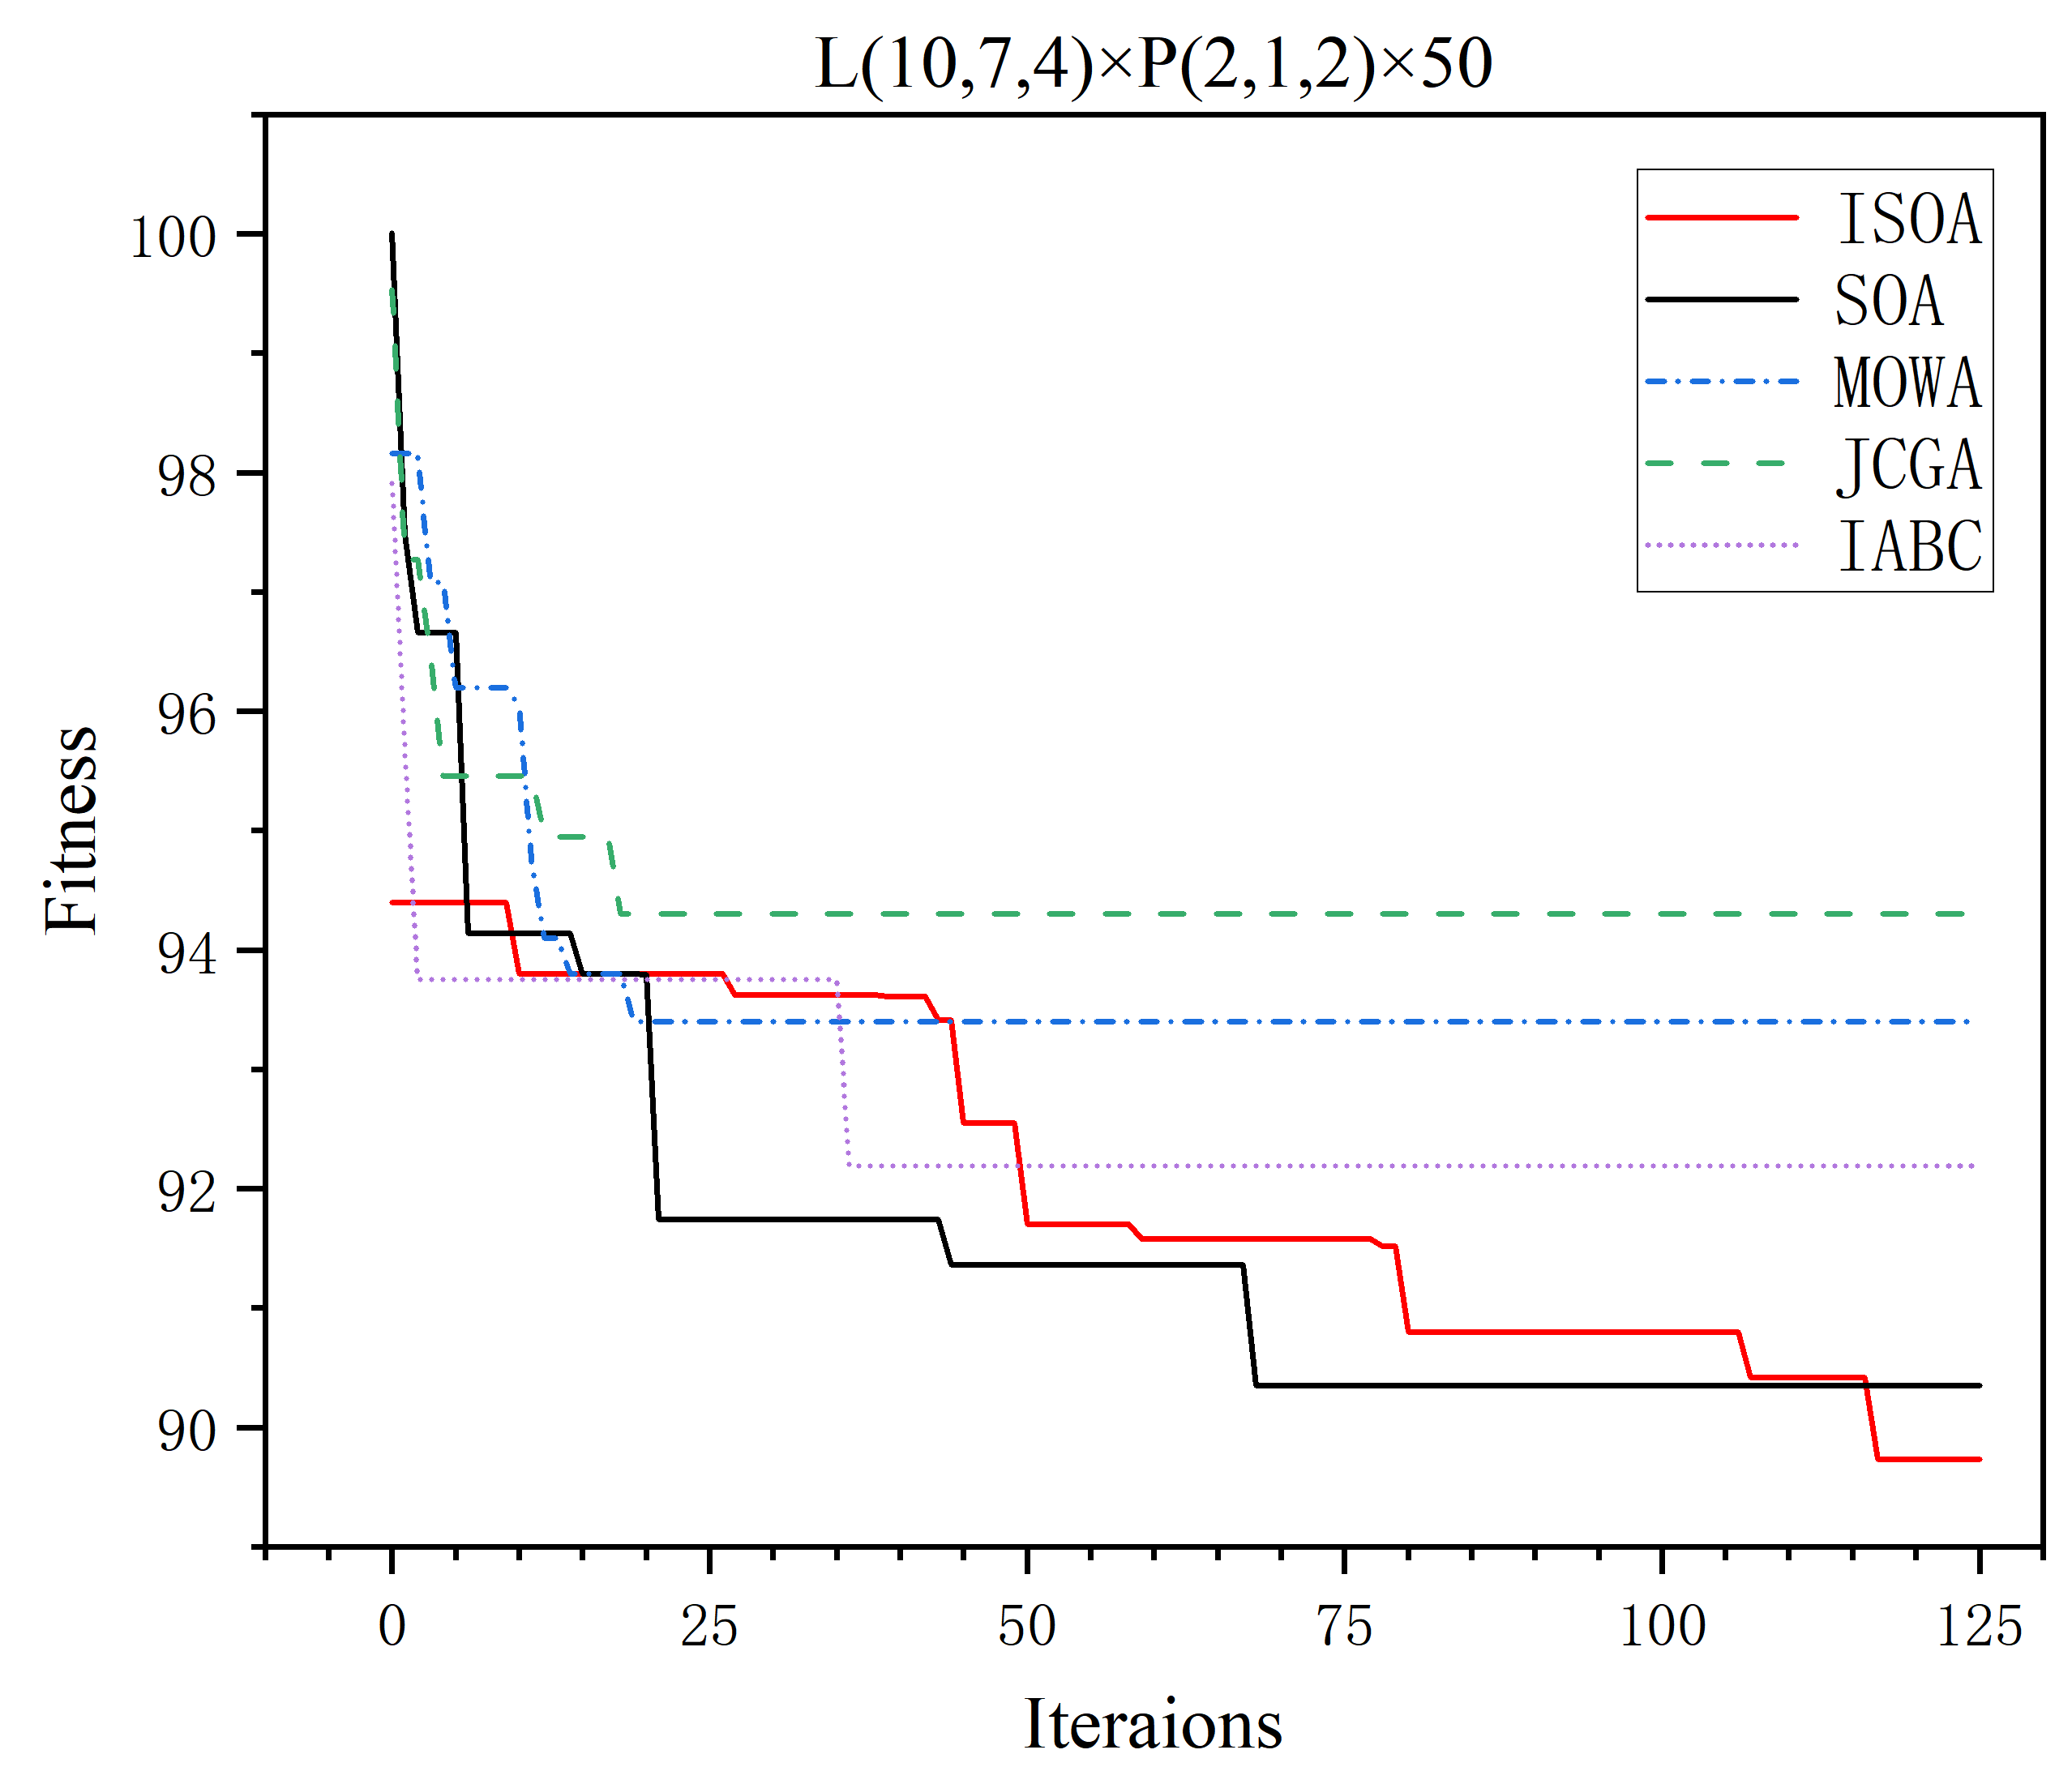 L(10,7,4)×P(2,1,2)×50
ISOA
SOA
MOWA
JCGA
IABC
Fitness
100
98
96
94
92
90
0 25 50 75 100 125
Iteraions